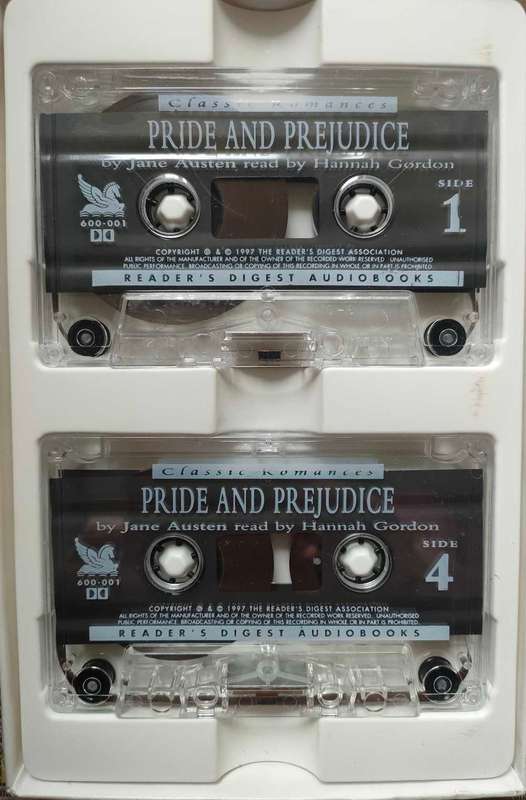 Classic Romances
PRIDE AND PREJUDICE
by Jane Austen read by Hannah Gordon
SIDE
1
600-001
COPYRIGHT ℗ & © 1997 THE READER'S DIGEST ASSOCIATION
ALL RIGHTS OF THE MANUFACTURER AND OF THE OWNER OF THE RECORDED WORK RESERVED. UNAUTHORISED
PUBLIC PERFORMANCE, BROADCASTING OR COPYING OF THIS RECORDING IN WHOLE OR IN PART IS PROHIBITED.
READER'S DIGEST AUDIOBOOKS
Classic Romances
PRIDE AND PREJUDICE
by Jane Austen read by Hannah Gordon
SIDE
4
600-001
COPYRIGHT ℗ & © 1997 THE READER'S DIGEST ASSOCIATION
ALL RIGHTS OF THE MANUFACTURER AND OF THE OWNER OF THE RECORDED WORK RESERVED. UNAUTHORISED
PUBLIC PERFORMANCE, BROADCASTING OR COPYING OF THIS RECORDING IN WHOLE OR IN PART IS PROHIBITED.
READER'S DIGEST AUDIOBOOKS